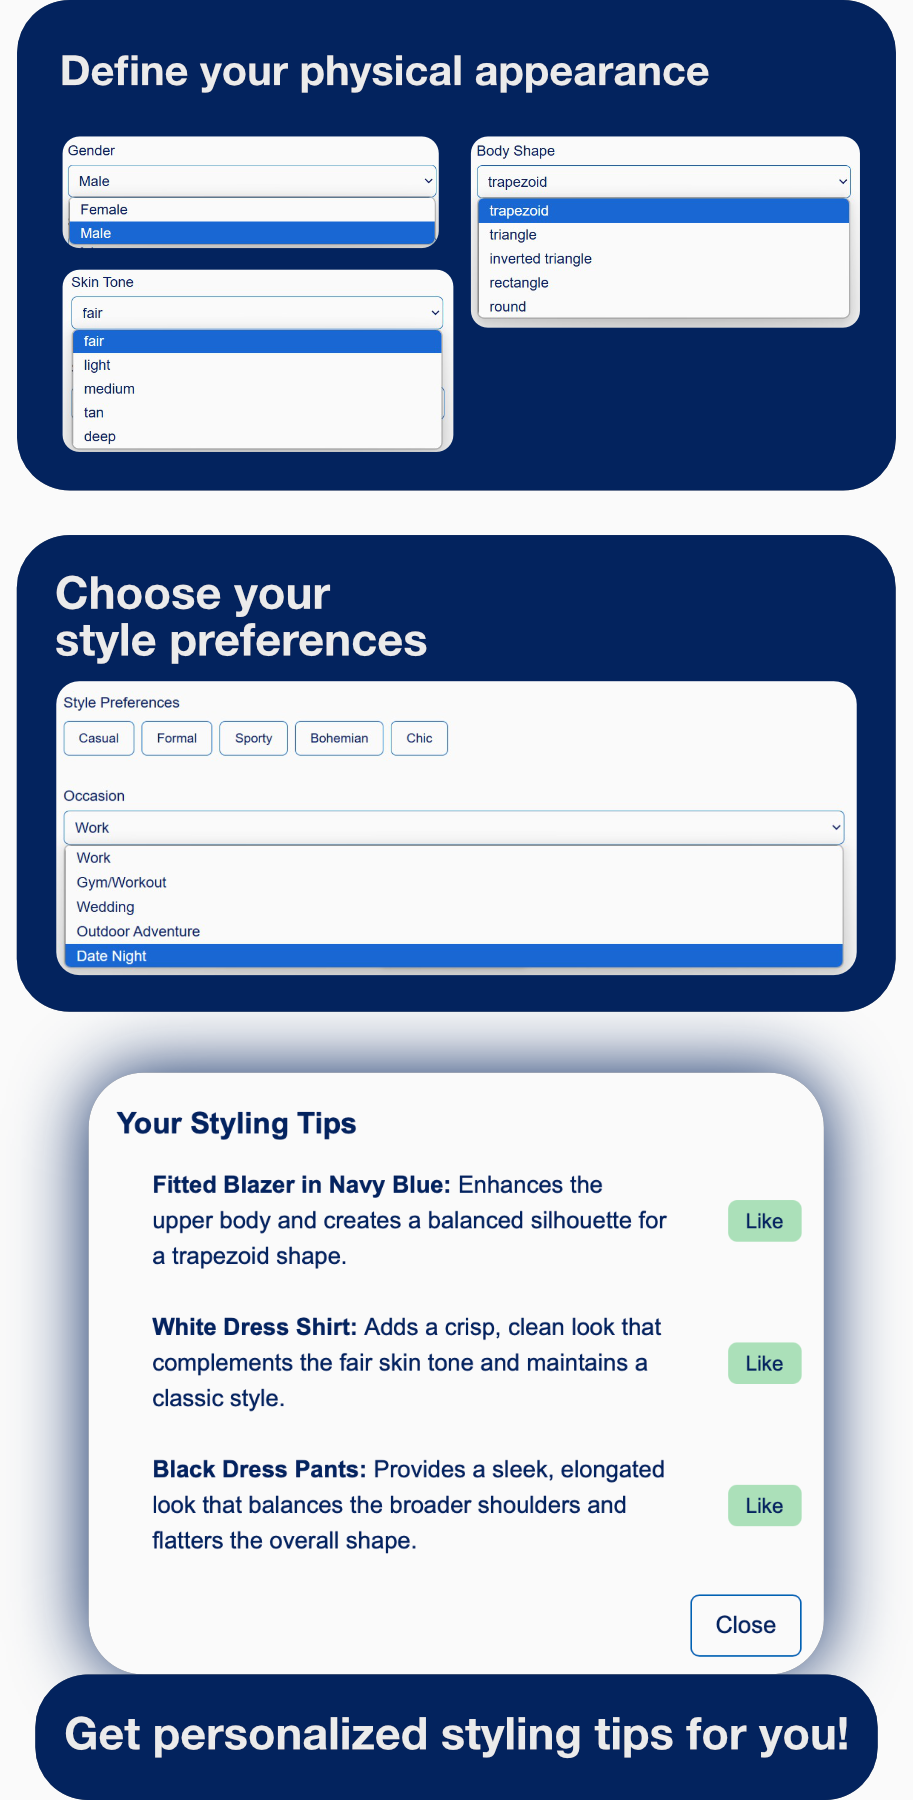 Define your physical appearance
Gender
Male
Female
Male
Body Shape
trapezoid
trapezoid
triangle
inverted triangle
rectangle
round
Skin Tone
fair
fair
light
medium
tan
deep
Choose your
style preferences
Style Preferences
Casual Formal Sporty Bohemian Chic
Occasion
Work
Work
Gym/Workout
Wedding
Outdoor Adventure
Date Night
Your Styling Tips
Fitted Blazer in Navy Blue: Enhances the
upper body and creates a balanced silhouette for
a trapezoid shape.
Like
White Dress Shirt: Adds a crisp, clean look that
complements the fair skin tone and maintains a
classic style.
Like
Black Dress Pants: Provides a sleek, elongated
look that balances the broader shoulders and
flatters the overall shape.
Like
Close
Get personalized styling tips for you!